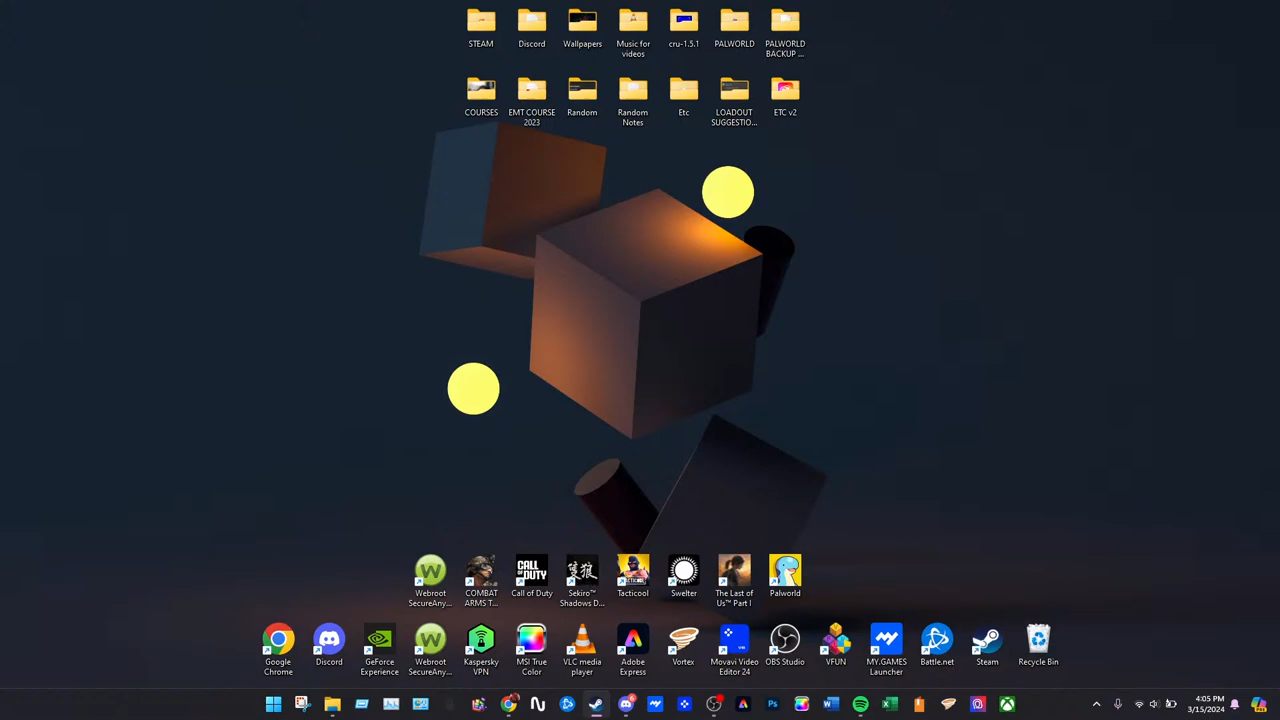 STEAM
Discord
Wallpapers
Music for
videos
cru-1.5.1
PALWORLD
PALWORLD
BACKUP ...
COURSES
EMT COURSE
2023
Random
Random
Notes
Etc
LOADOUT
SUGGESTIO...
ETC v2
Webroot
SecureAny...
COMBAT
ARMS T...
CALL OF DUTY
Call of Duty
Sekiro™
Shadows D...
TACTICOOL
Tacticool
Swelter
The Last of
Us™ Part I
Palworld
Google
Chrome
Discord
GeForce
Experience
Webroot
SecureAny...
Kaspersky
VPN
MSI True
Color
VLC media
player
Adobe
Express
Vortex
Movavi Video
Editor 24
OBS Studio
VFUN
MY.GAMES
Launcher
Battle.net
Steam
Recycle Bin
4:05 PM
3/15/2024